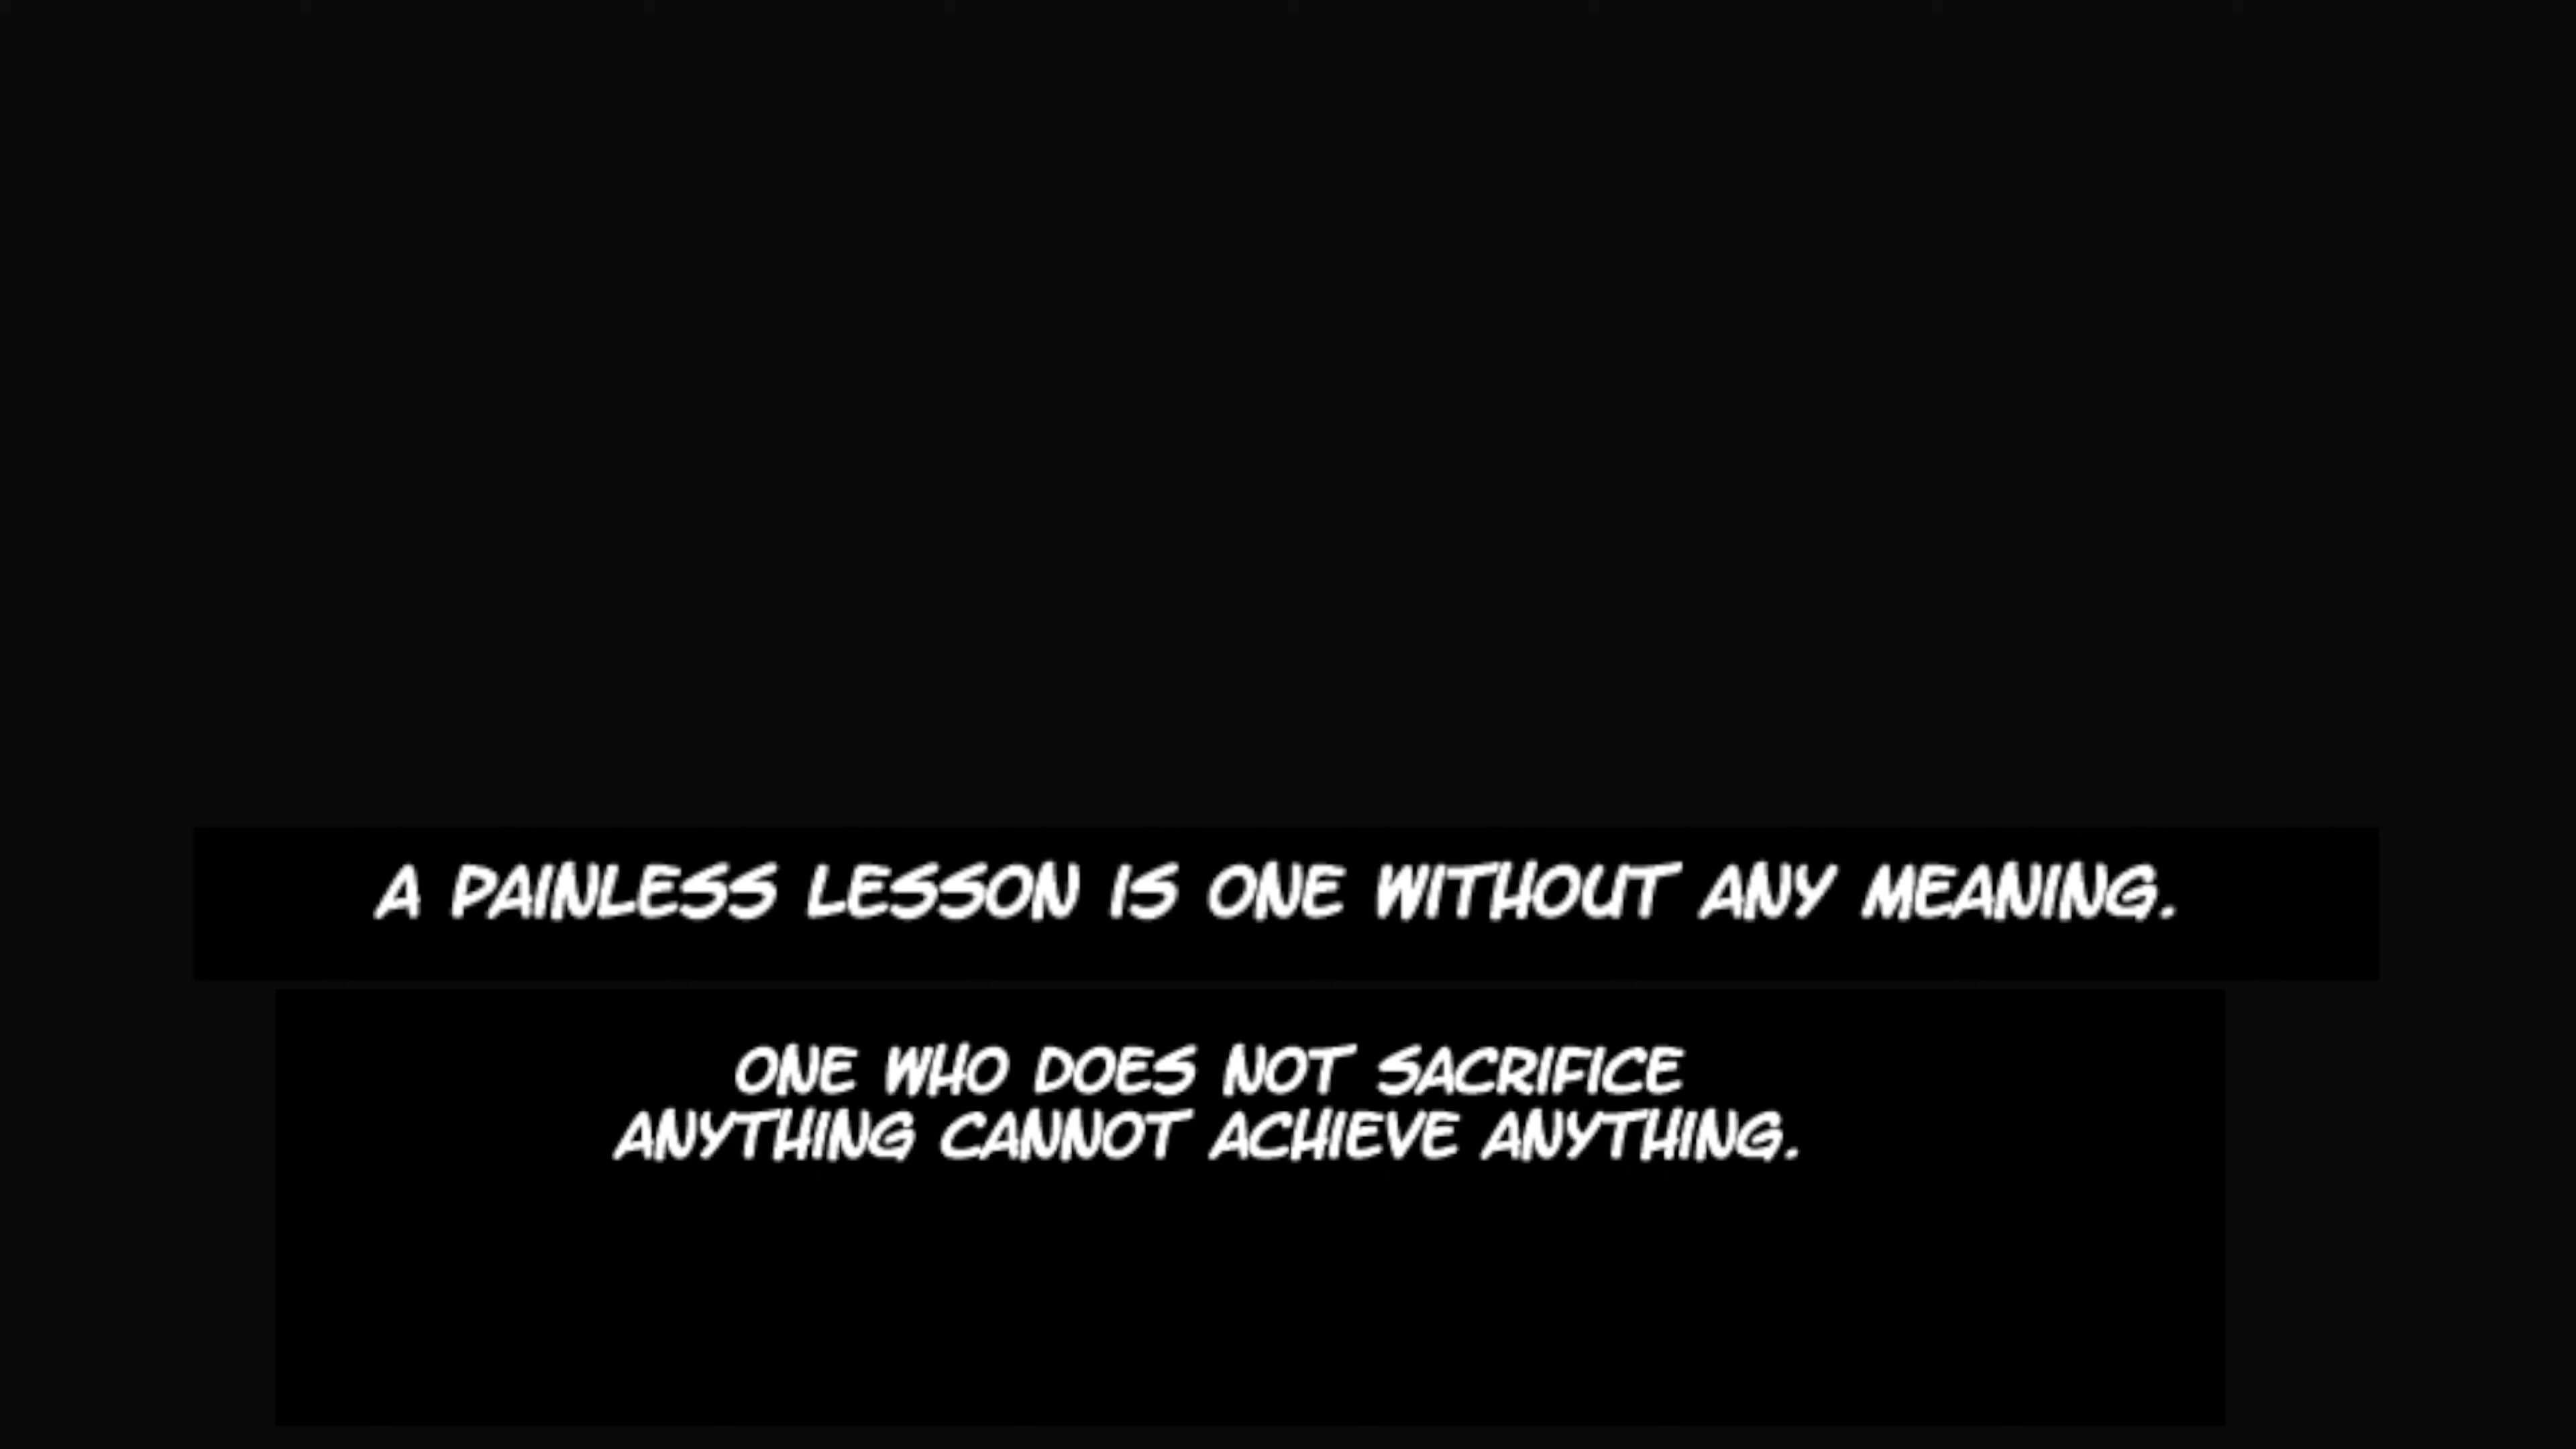 A PAINLESS LESSON IS ONE WITHOUT ANY MEANING.
ONE WHO DOES NOT SACRIFICE
ANYTHING CANNOT ACHIEVE ANYTHING.